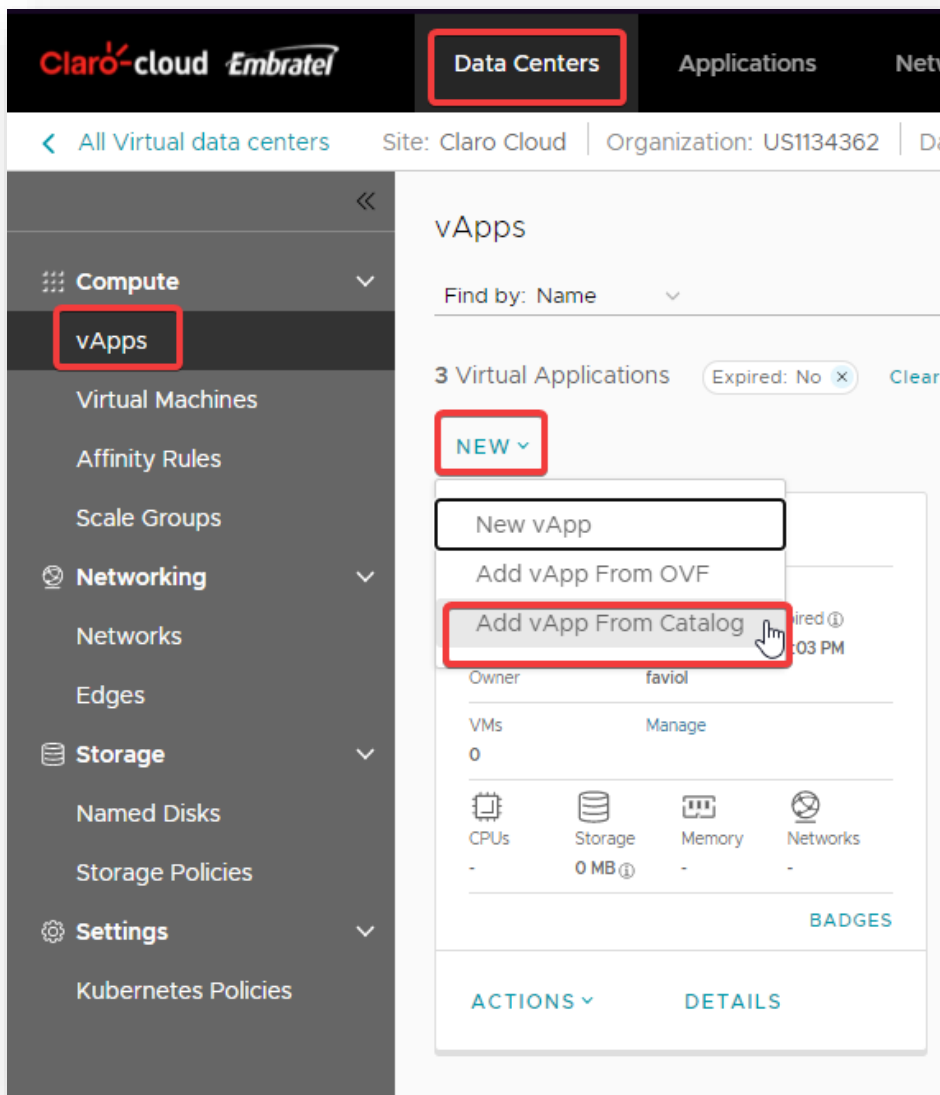 Claro-cloud Embratel
Data Centers
Applications
All Virtual data centers
Site: Claro Cloud
Organization: US1134362
Compute
vApps
Virtual Machines
Affinity Rules
Scale Groups
Networking
Networks
Edges
Storage
Named Disks
Storage Policies
Settings
Kubernetes Policies
vApps
Find by: Name
3 Virtual Applications
Expired: No
Clear
NEW
New vApp
Add vApp From OVF
Add vApp From Catalog
:03 PM
Owner
faviol
VMs
Manage
0
CPUs
Storage
Memory
Networks
-
0 MB
-
-
BADGES
ACTIONS
DETAILS